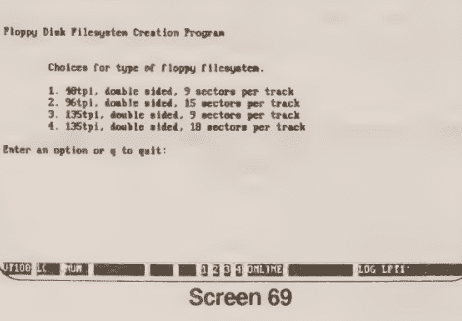 Floppy Disk Filesystem Creation Program
Choices for type of floppy filesystem.
1. 48tpi, double sided, 9 sectors per track
2. 96tpi, double sided, 15 sectors per track
3. 135tpi, double sided, 9 sectors per track
4. 135tpi, double sided, 18 sectors per track
Enter an option or q to quit:
VT100 NUM 1 2 3 4 ONLINE LOG
Screen 69